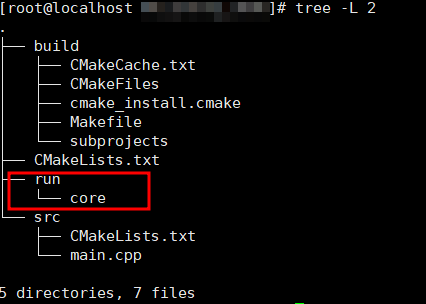 [root@localhost ]# tree -L 2
.
├── build
│   ├── CMakeCache.txt
│   ├── CMakeFiles
│   ├── cmake_install.cmake
│   ├── Makefile
│   └── subprojects
├── CMakeLists.txt
├── run
│   └── core
└── src
    ├── CMakeLists.txt
    └── main.cpp
5 directories, 7 files